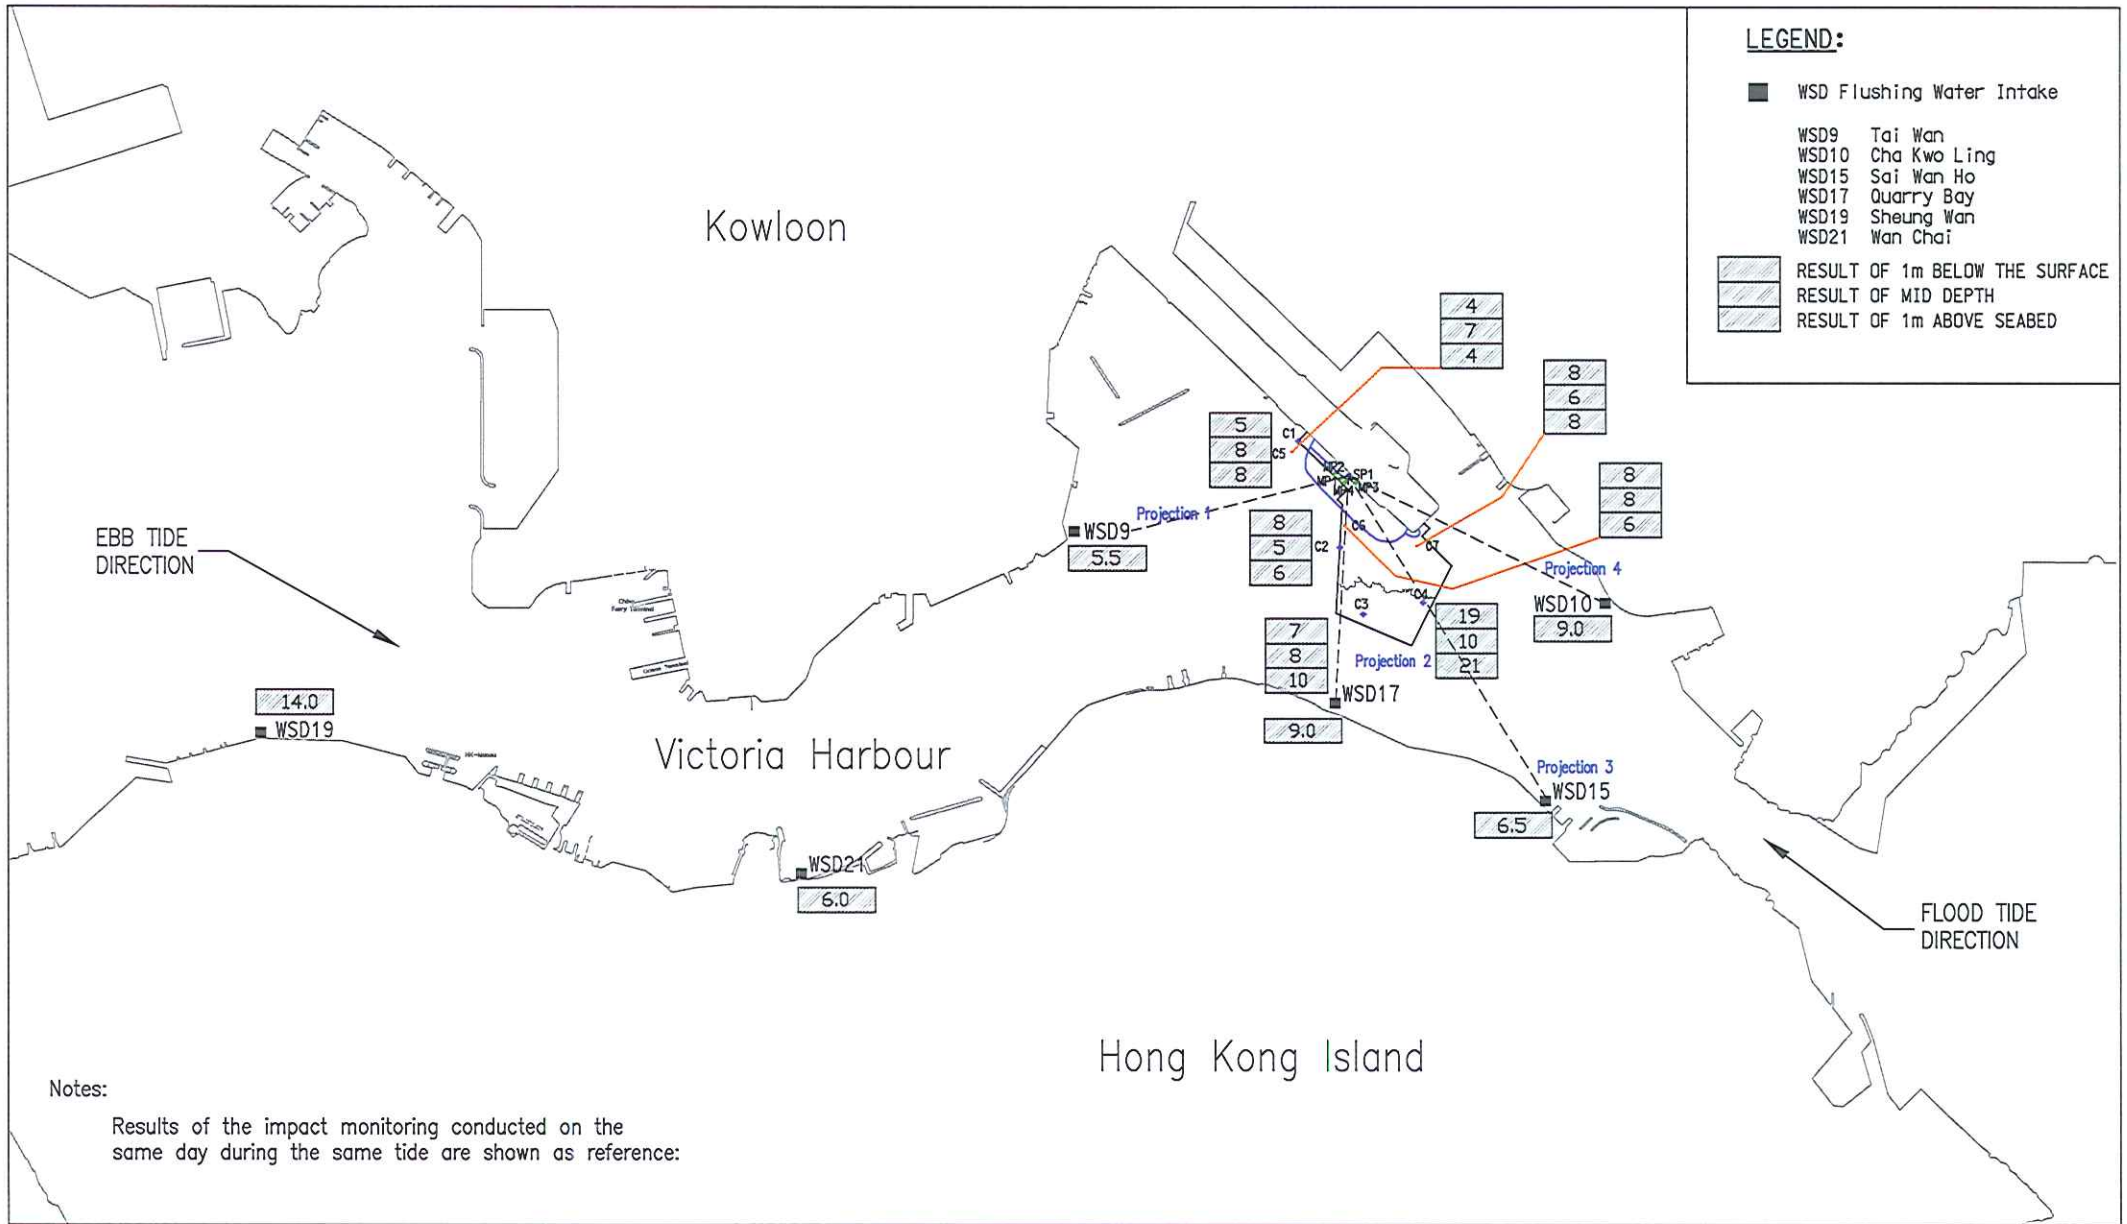 LEGEND:
WSD Flushing Water Intake
WSD9 Tai Wan
WSD10 Cha Kwo Ling
WSD15 Sai Wan Ho
WSD17 Quarry Bay
WSD19 Sheung Wan
WSD21 Wan Chai
RESULT OF 1m BELOW THE SURFACE
RESULT OF MID DEPTH
RESULT OF 1m ABOVE SEABED
Kowloon
4
7
4
8
6
8
5
8
8
C1
C5
8
8
6
SP1
MP3
Projection 1
WSD9
5.5
EBB TIDE
DIRECTION
8
5
6
C2
C6
C7
Projection 4
WSD10
9.0
C3
C4
19
10
21
7
8
10
Projection 2
WSD17
9.0
14.0
WSD19
Victoria Harbour
Projection 3
WSD15
6.5
WSD21
6.0
FLOOD TIDE
DIRECTION
Hong Kong Island
Notes:
Results of the impact monitoring conducted on the
same day during the same tide are shown as reference: